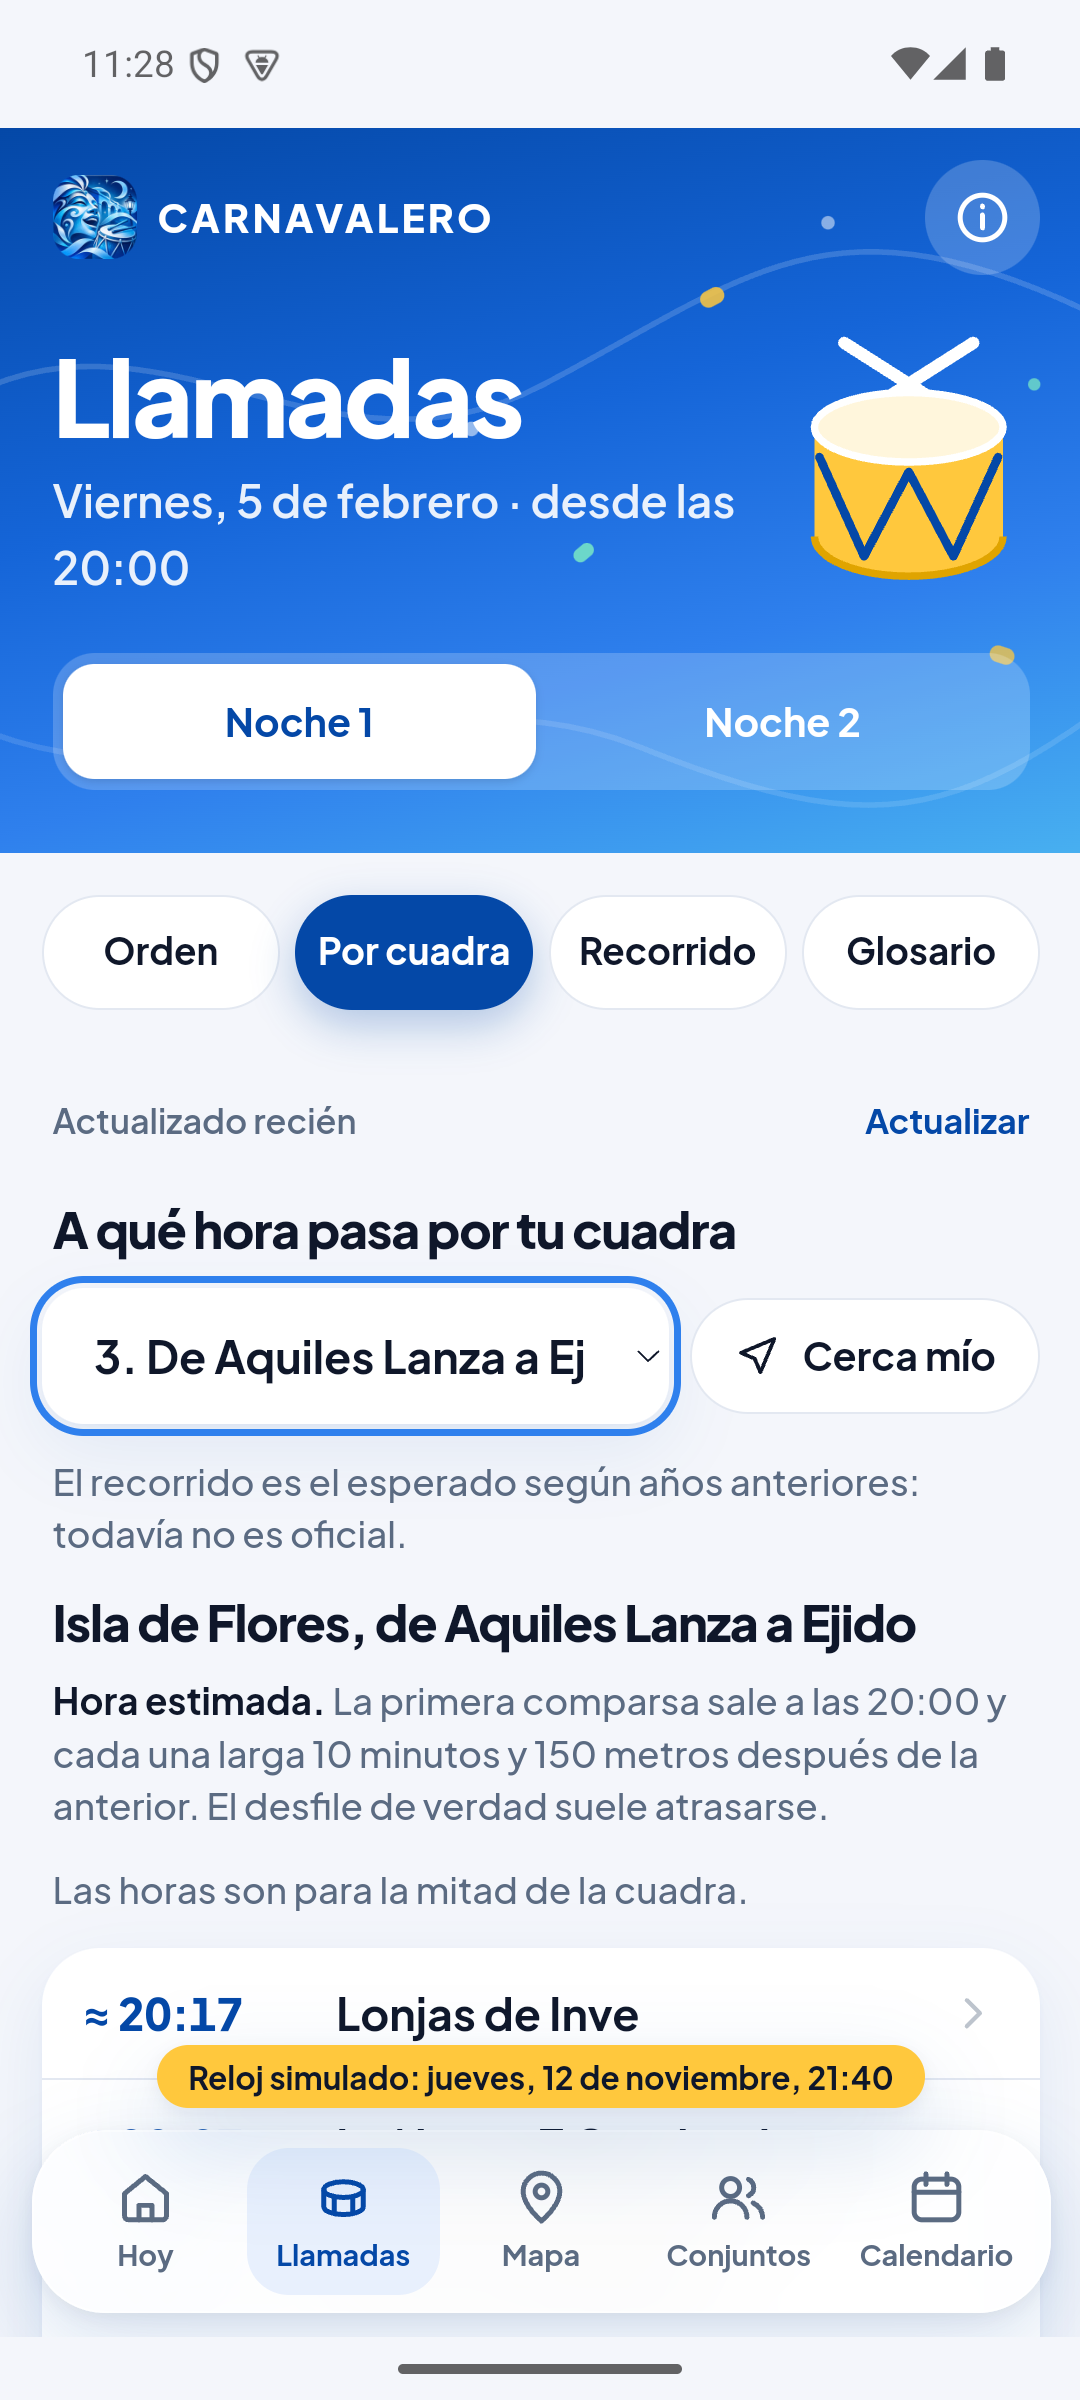 11:28
CARNAVALERO
Llamadas
Viernes, 5 de febrero · desde las
20:00
Noche 1
Noche 2
Orden
Por cuadra
Recorrido
Glosario
Actualizado recién
Actualizar
A qué hora pasa por tu cuadra
3. De Aquiles Lanza a Ej
Cerca mío
El recorrido es el esperado según años anteriores:
todavía no es oficial.
Isla de Flores, de Aquiles Lanza a Ejido
Hora estimada. La primera comparsa sale a las 20:00 y
cada una larga 10 minutos y 150 metros después de la
anterior. El desfile de verdad suele atrasarse.
Las horas son para la mitad de la cuadra.
≈ 20:17
Lonjas de Inve
Reloj simulado: jueves, 12 de noviembre, 21:40
Hoy
Llamadas
Mapa
Conjuntos
Calendario